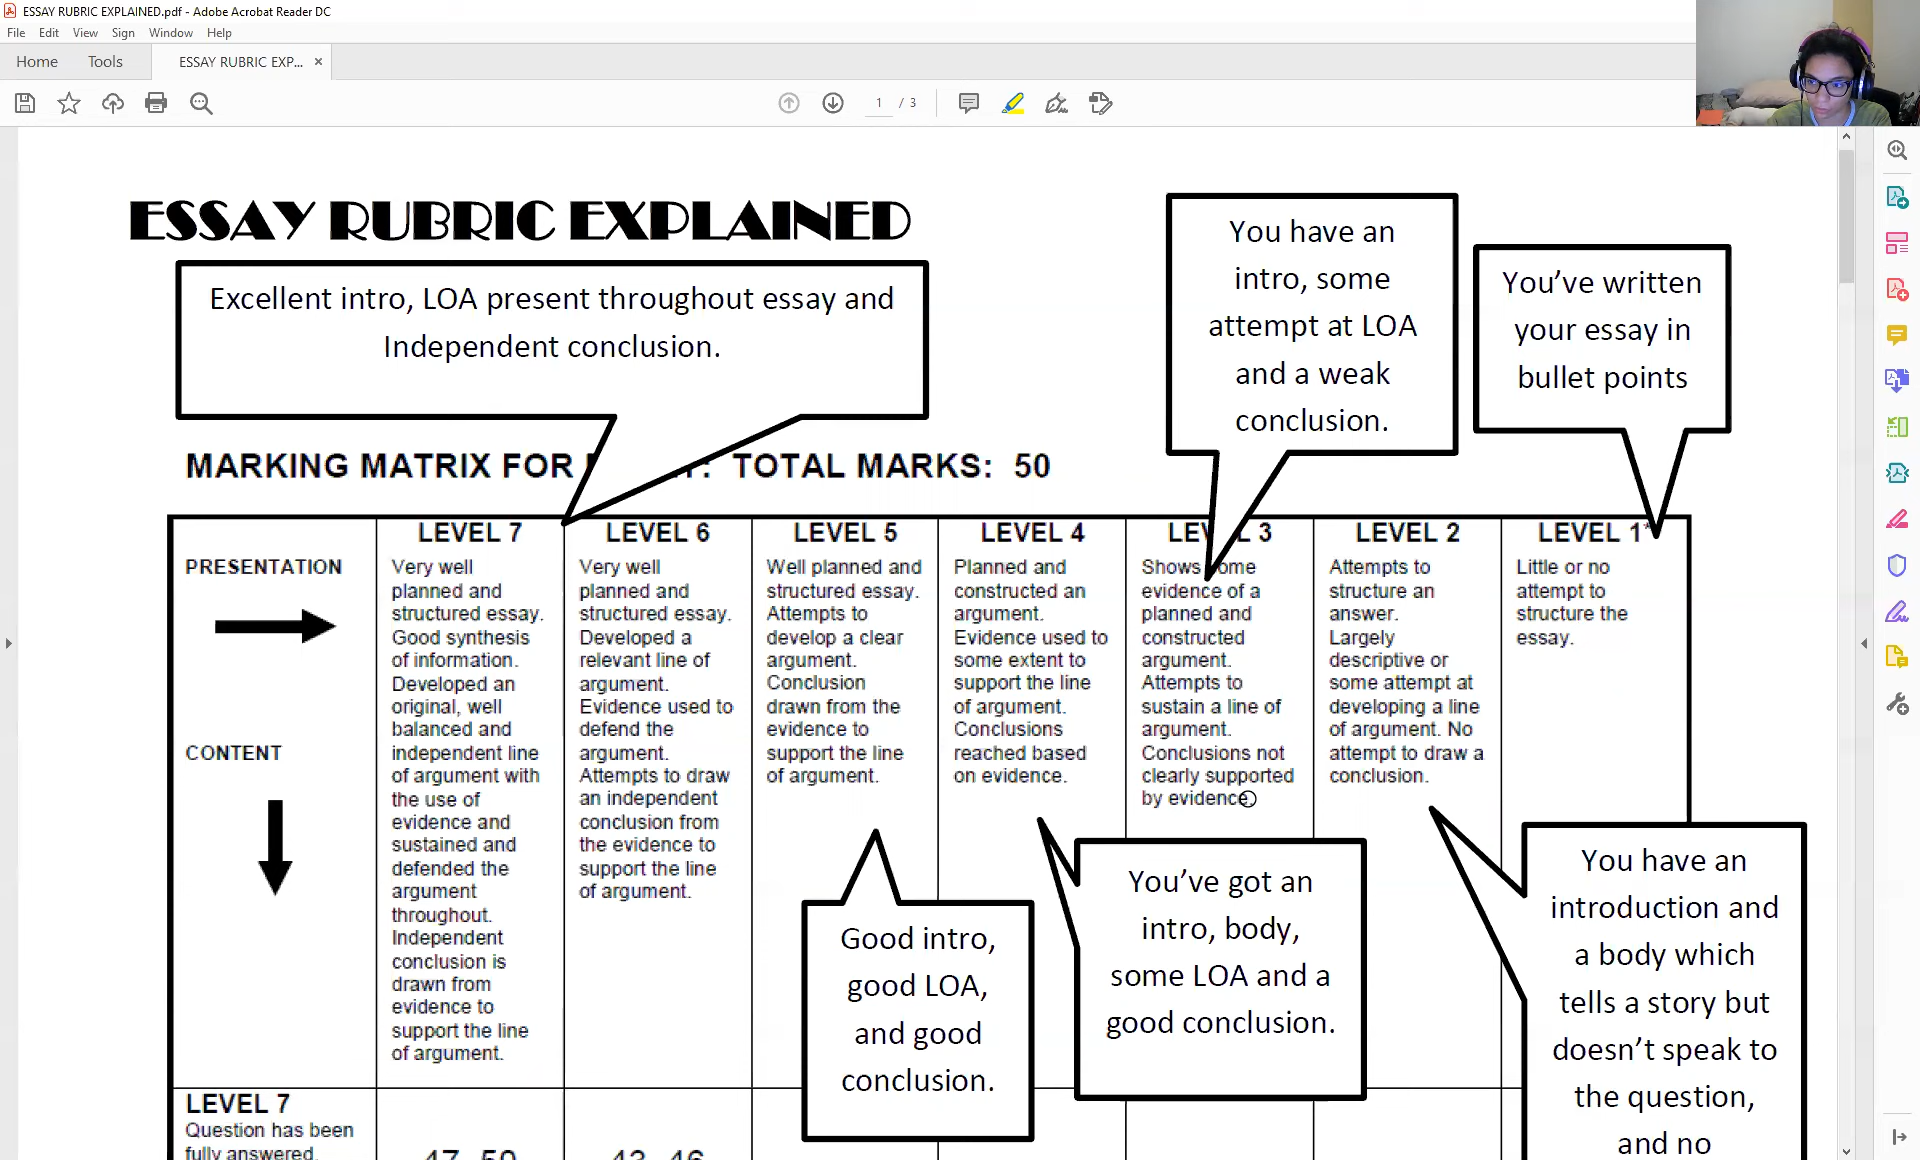 ESSAY RUBRIC EXPLAINED.pdf - Adobe Acrobat Reader DC
File Edit View Sign Window Help
Home Tools ESSAY RUBRIC EXP... ×
1 / 3
ESSAY RUBRIC EXPLAINED
Excellent intro, LOA present throughout essay and
Independent conclusion.
You have an
intro, some
attempt at LOA
and a weak
conclusion.
You’ve written
your essay in
bullet points
MARKING MATRIX FOR TOTAL MARKS: 50
PRESENTATION
CONTENT
LEVEL 7
Very well
planned and
structured essay.
Good synthesis
of information.
Developed an
original, well
balanced and
independent line
of argument with
the use of
evidence and
sustained and
defended the
argument
throughout.
Independent
conclusion is
drawn from
evidence to
support the line
of argument.
LEVEL 6
Very well
planned and
structured essay.
Developed a
relevant line of
argument.
Evidence used to
defend the
argument.
Attempts to draw
an independent
conclusion from
the evidence to
support the line
of argument.
LEVEL 5
Well planned and
structured essay.
Attempts to
develop a clear
argument.
Conclusion
drawn from the
evidence to
support the line
of argument.
LEVEL 4
Planned and
constructed an
argument.
Evidence used to
some extent to
support the line
of argument.
Conclusions
reached based
on evidence.
3
Shows
evidence of a
planned and
constructed
argument.
Attempts to
sustain a line of
argument.
Conclusions not
clearly supported
by evidence.
LEVEL 2
Attempts to
structure an
answer.
Largely
descriptive or
some attempt at
developing a line
of argument. No
attempt to draw a
conclusion.
LEVEL 1*
Little or no
attempt to
structure the
essay.
Good intro,
good LOA,
and good
conclusion.
You’ve got an
intro, body,
some LOA and a
good conclusion.
You have an
introduction and
a body which
tells a story but
doesn’t speak to
the question,
and no
LEVEL 7
Question has been
fully answered.
47–50
43–46